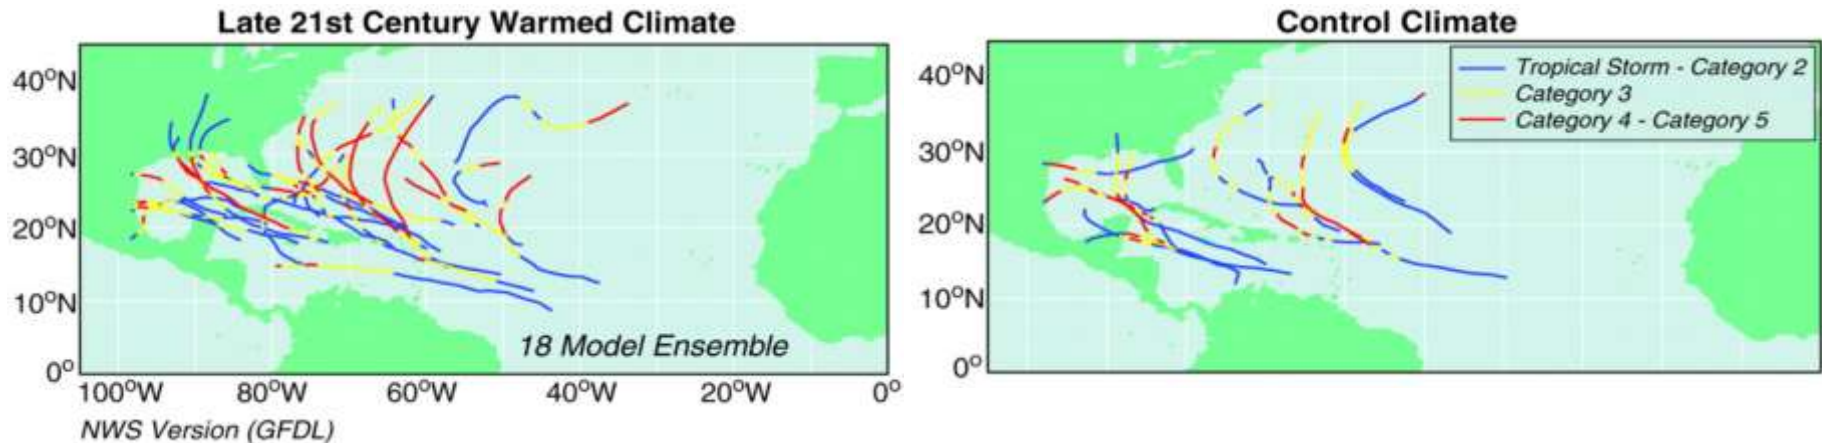 Late 21st Century Warmed Climate
40°N
30°N
20°N
10°N
0°
100°W 80°W 60°W 40°W 20°W 0°
18 Model Ensemble
NWS Version (GFDL)
Control Climate
40°N
30°N
20°N
10°N
0°
Tropical Storm - Category 2
Category 3
Category 4 - Category 5